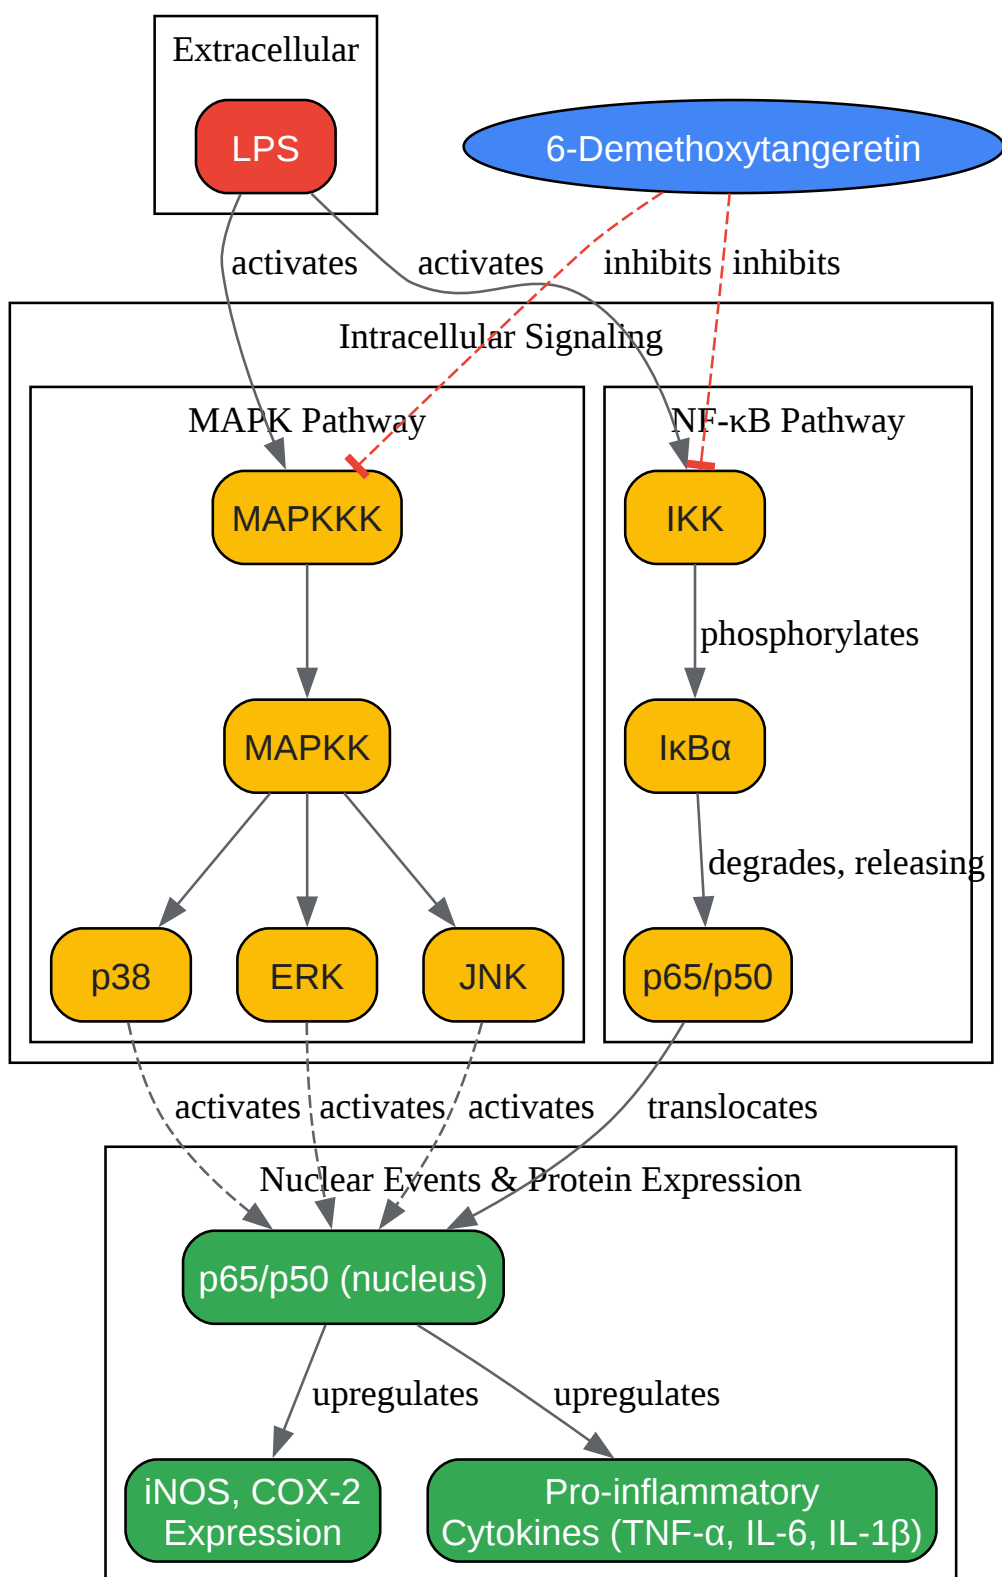 Extracellular
LPS
6-Demethoxytangeretin
activates
activates
inhibits
inhibits
Intracellular Signaling
MAPK Pathway
NF-κB Pathway
MAPKKK
IKK
phosphorylates
MAPKK
IκBα
degrades, releasing
p38
ERK
JNK
p65/p50
activates
activates
activates
translocates
Nuclear Events & Protein Expression
p65/p50 (nucleus)
upregulates
upregulates
iNOS, COX-2
Expression
Pro-inflammatory
Cytokines (TNF-α, IL-6, IL-1β)